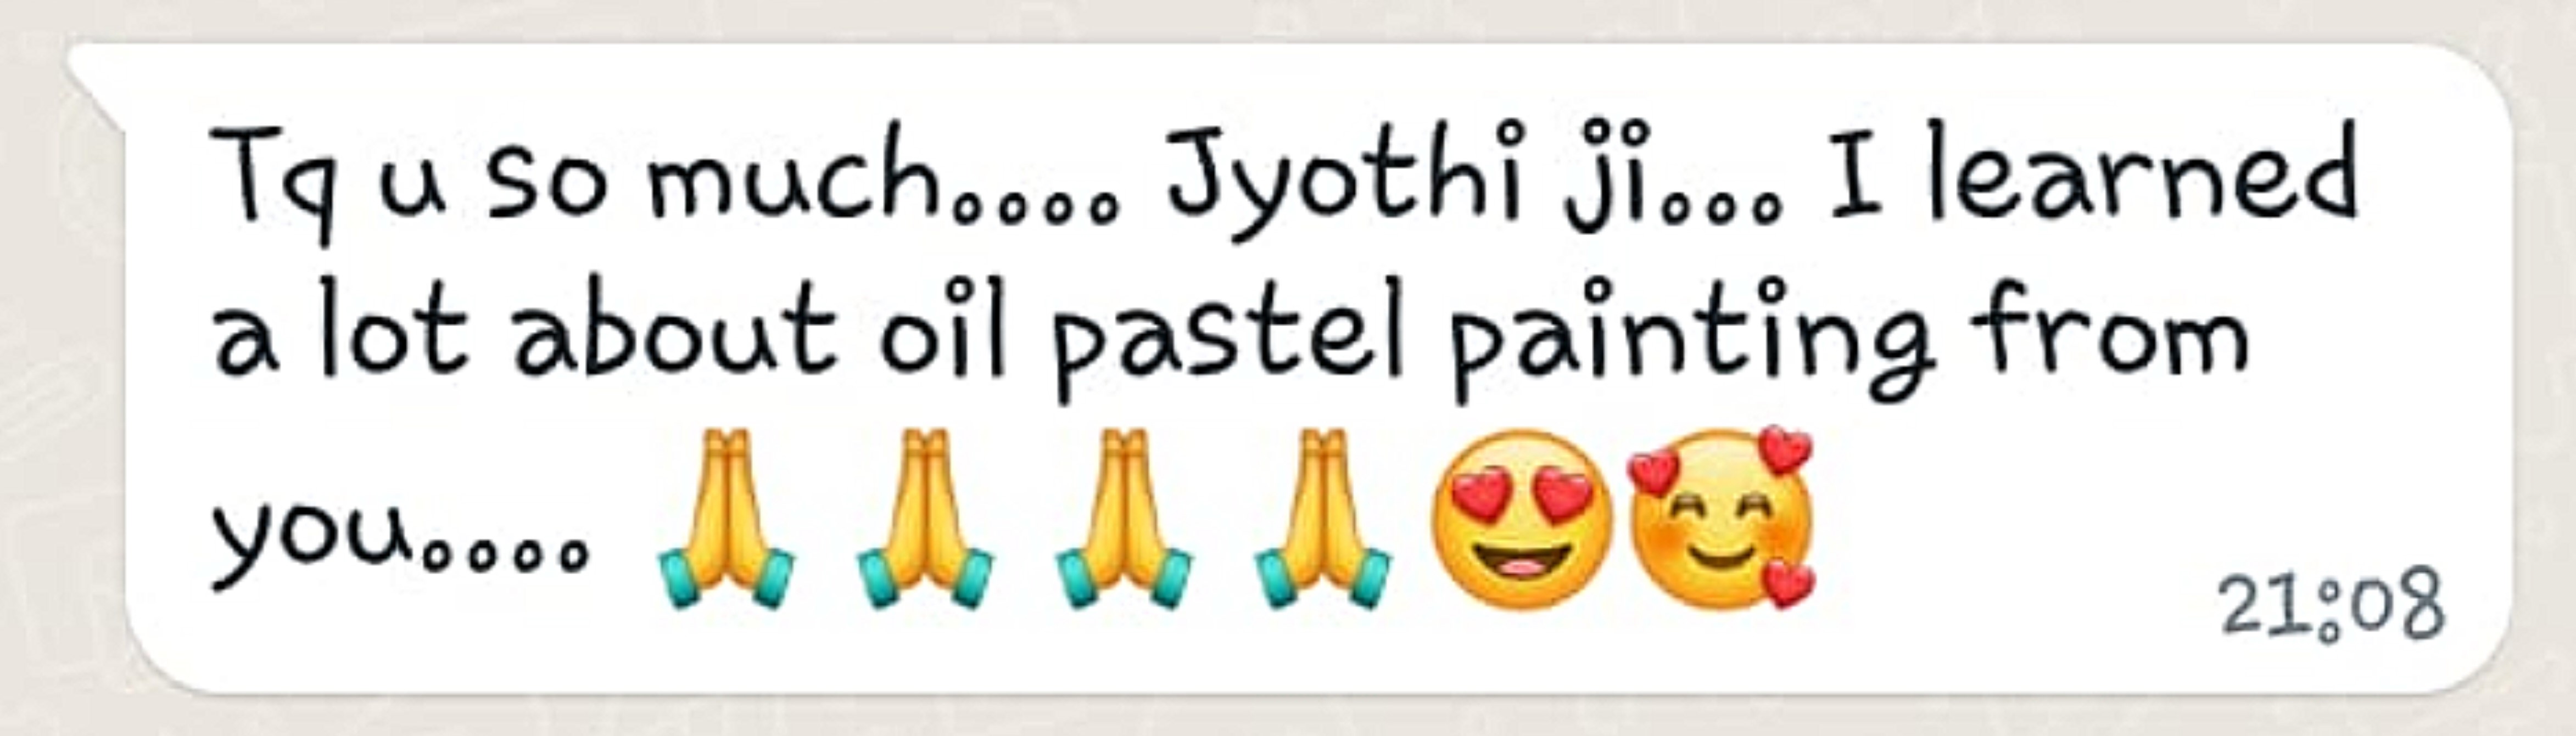 Tq u so much.... Jyothi ji... I learned
a lot about oil pastel painting from
you.... 🙏 🙏 🙏 🙏 😍🥰
21:08